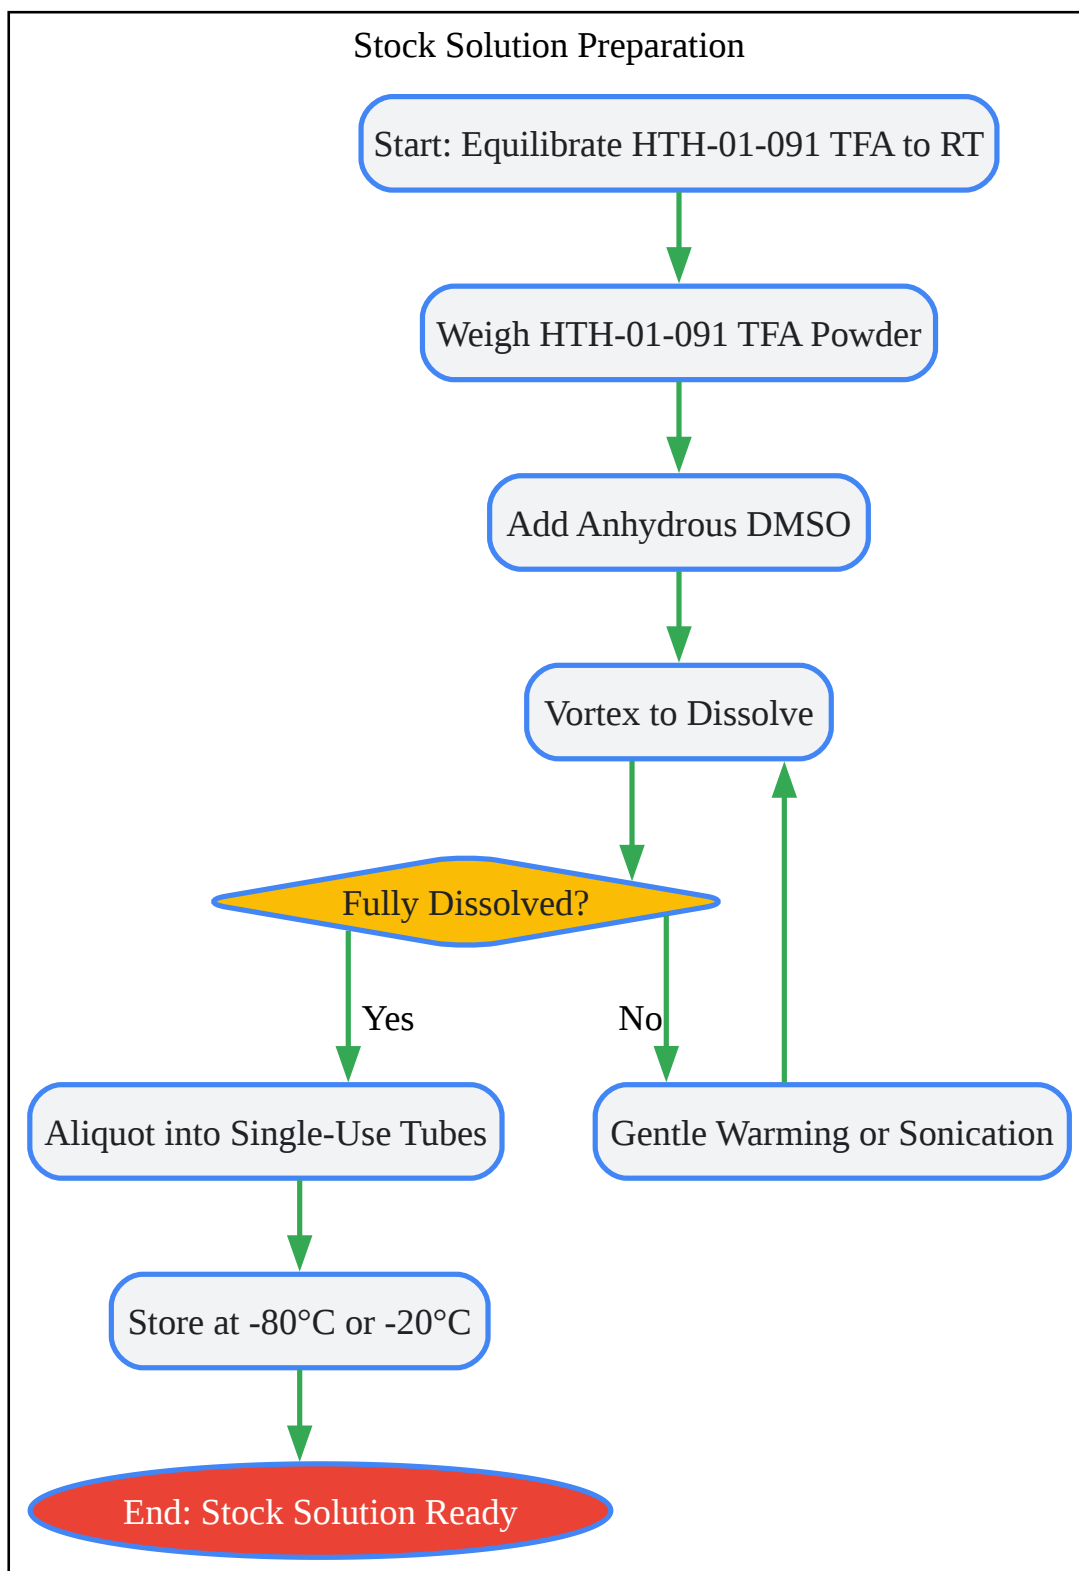 Stock Solution Preparation
Start: Equilibrate HTH-01-091 TFA to RT
Weigh HTH-01-091 TFA Powder
Add Anhydrous DMSO
Vortex to Dissolve
Fully Dissolved?
Yes
No
Aliquot into Single-Use Tubes
Gentle Warming or Sonication
Store at -80°C or -20°C
End: Stock Solution Ready